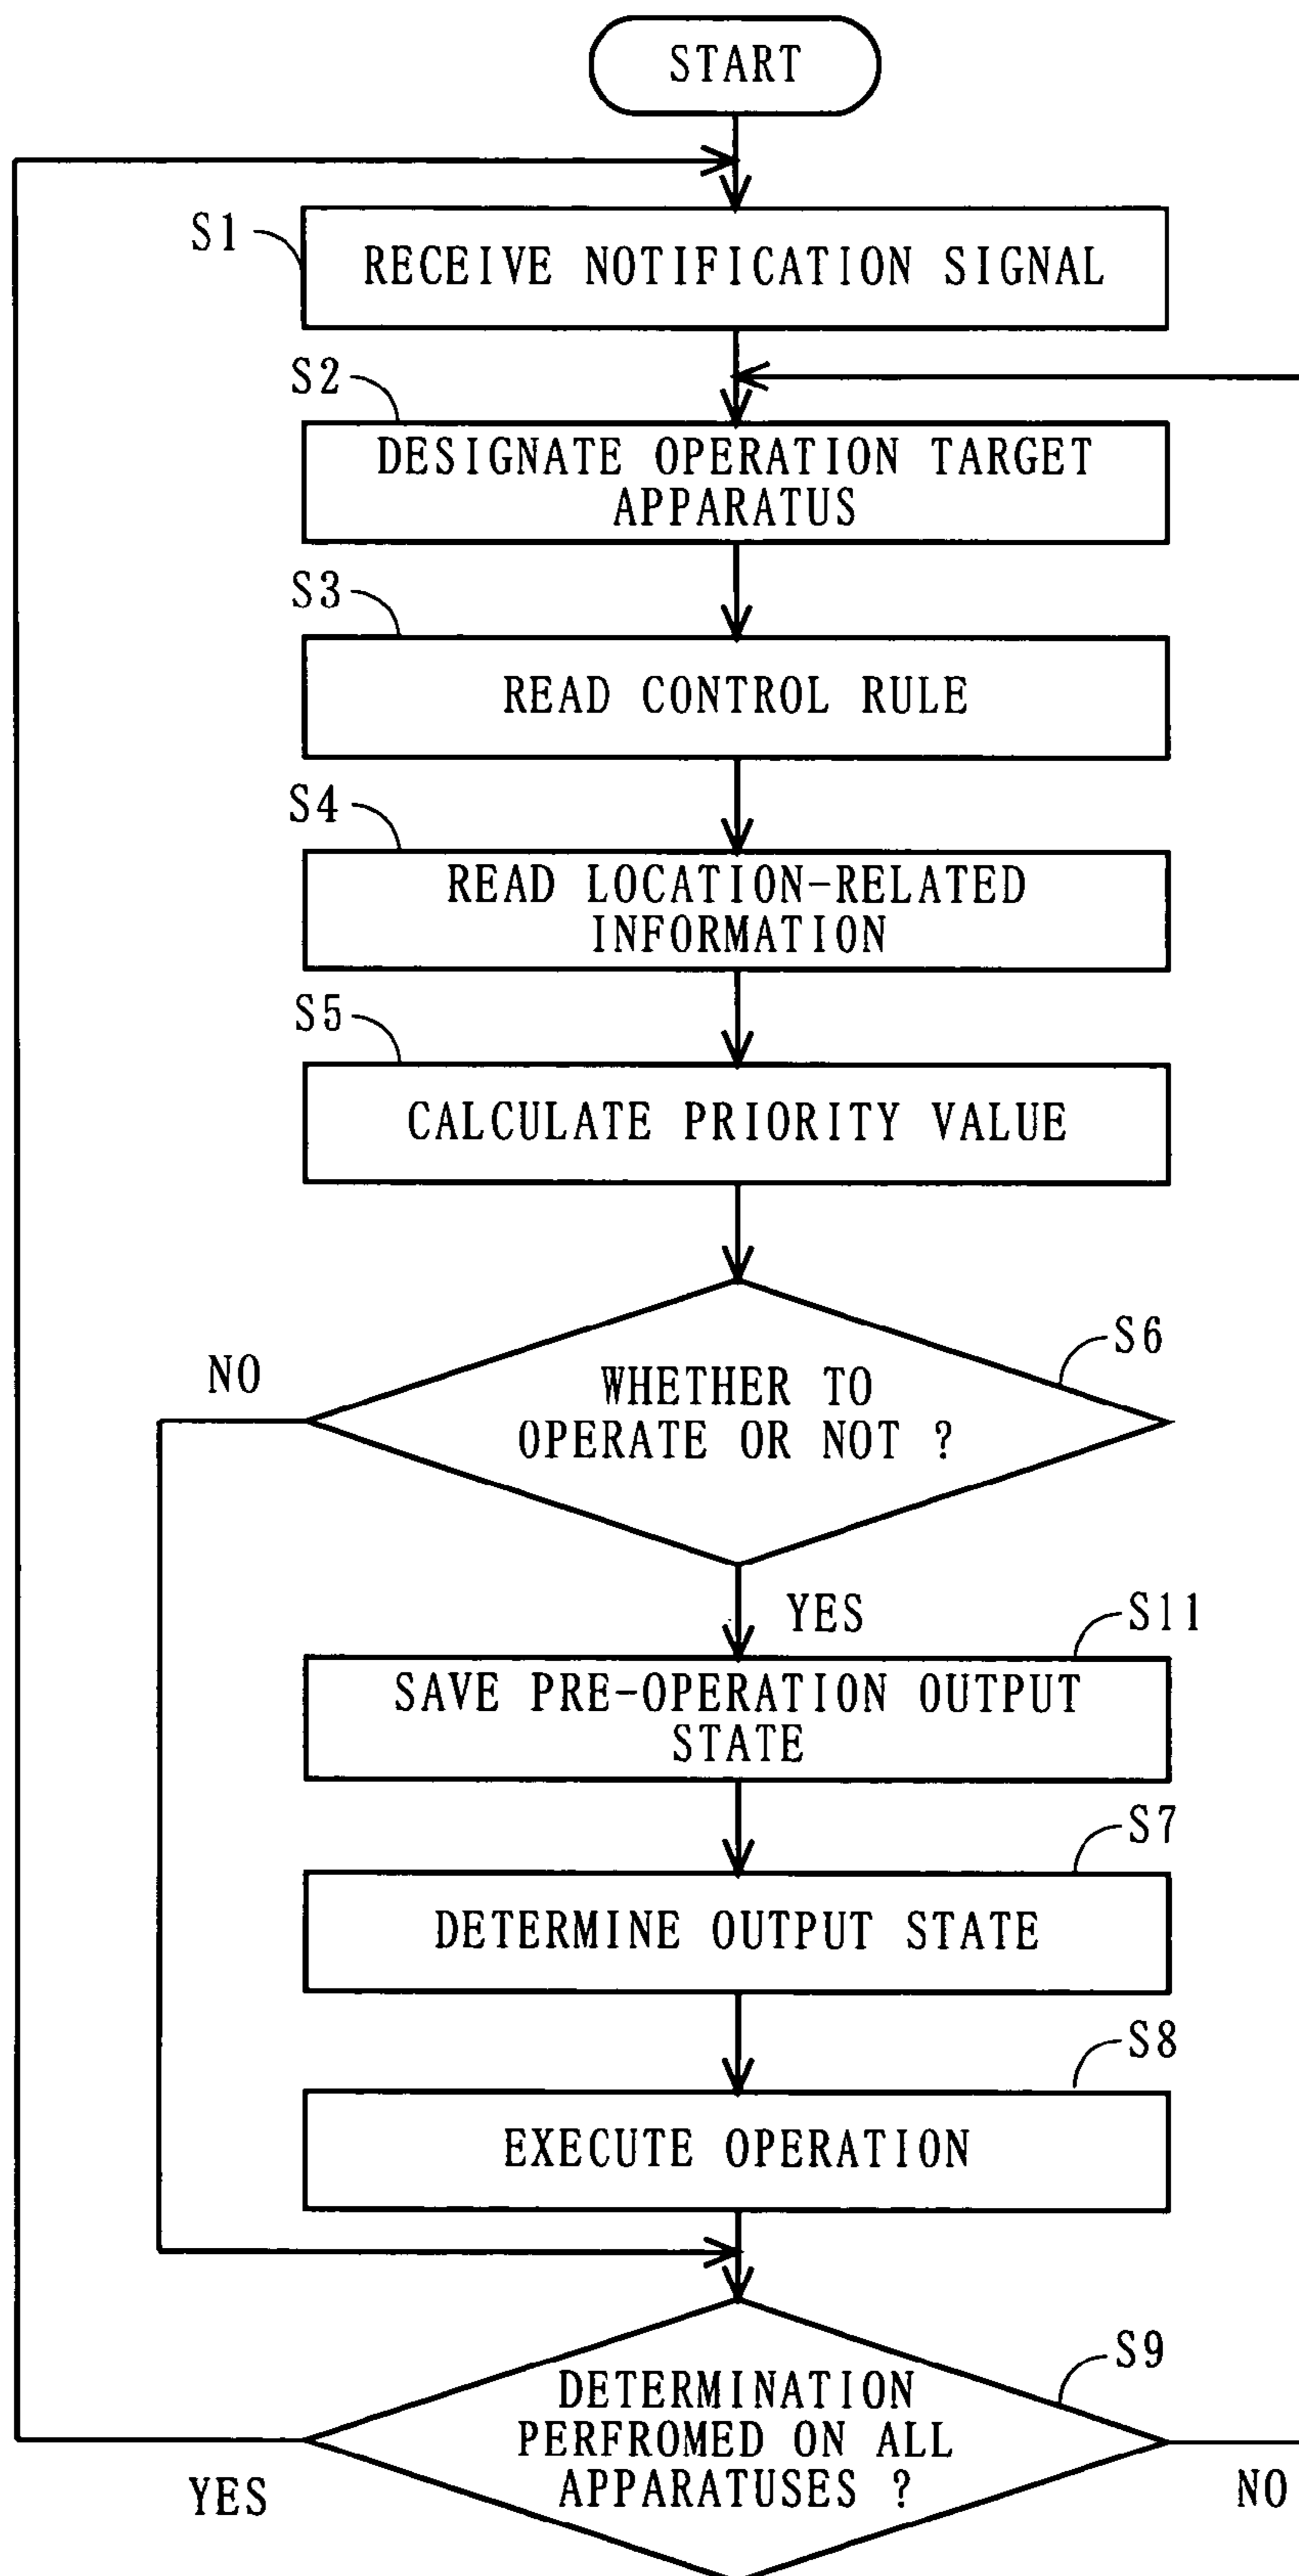 START
S1
RECEIVE NOTIFICATION SIGNAL
S2
DESIGNATE OPERATION TARGET
APPARATUS
S3
READ CONTROL RULE
S4
READ LOCATION-RELATED
INFORMATION
S5
CALCULATE PRIORITY VALUE
S6
NO
WHETHER TO
OPERATE OR NOT ?
YES
S11
SAVE PRE-OPERATION OUTPUT
STATE
S7
DETERMINE OUTPUT STATE
S8
EXECUTE OPERATION
S9
DETERMINATION
PERFROMED ON ALL
APPARATUSES ?
YES
NO